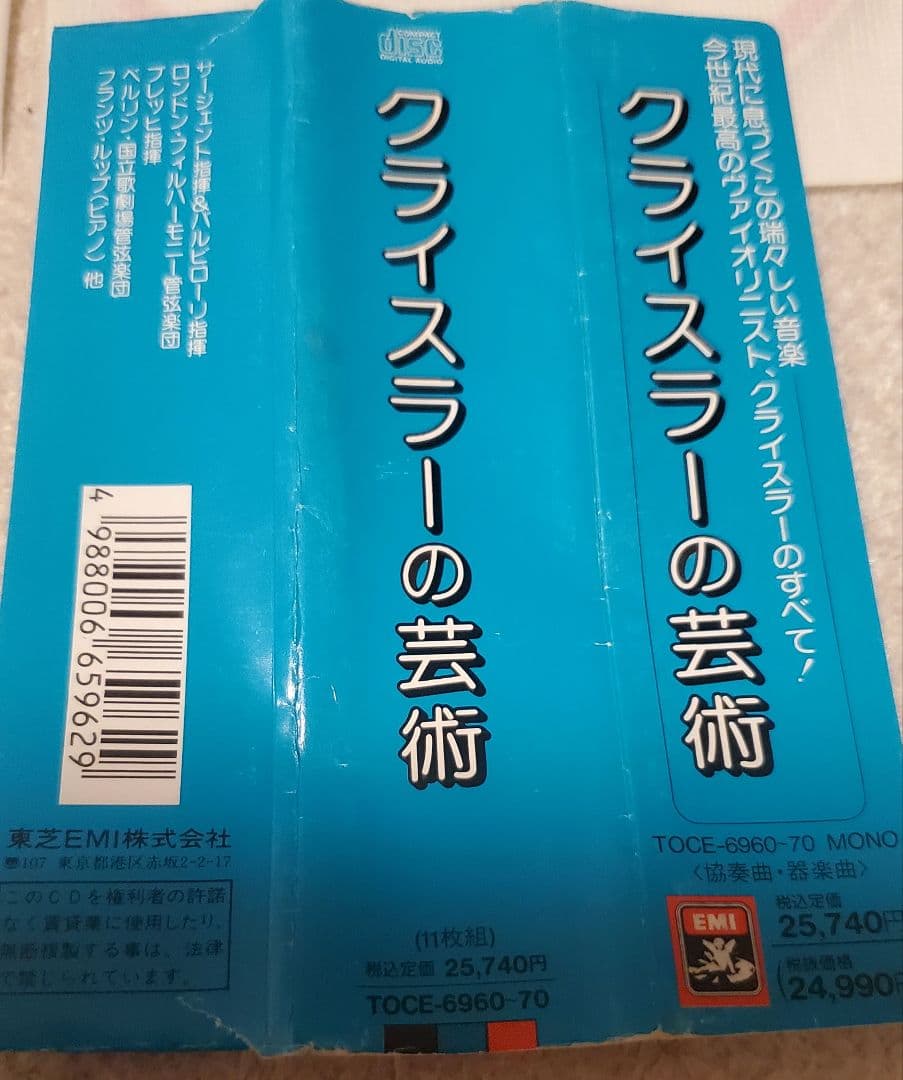 現代に息づくこの瑞々しい音楽
今世紀最高のヴァイオリニスト、クライスラーのすべて!
クライスラーの芸術
TOCE-6960~70 MONO
〈協奏曲・器楽曲〉
EMI
税込定価
25,740円
(税抜価格
24,990円
COMPACT
disc
DIGITAL AUDIO
クライスラーの芸術
(11枚組)
税込定価 25,740円
TOCE-6960~70
サージェント指揮&バルビローリ指揮
ロンドン・フィルハーモニー管弦楽団
ブレッヒ指揮
ベルリン・国立歌劇場管弦楽団
フランツ・ルップ(ピアノ) 他
4 988006 659629
東芝EMI株式会社
〒107 東京都港区赤坂2-2-17
このCDを権利者の許諾
なく賃貸業に使用したり、
無断複製する事は、法律
で禁じられています。